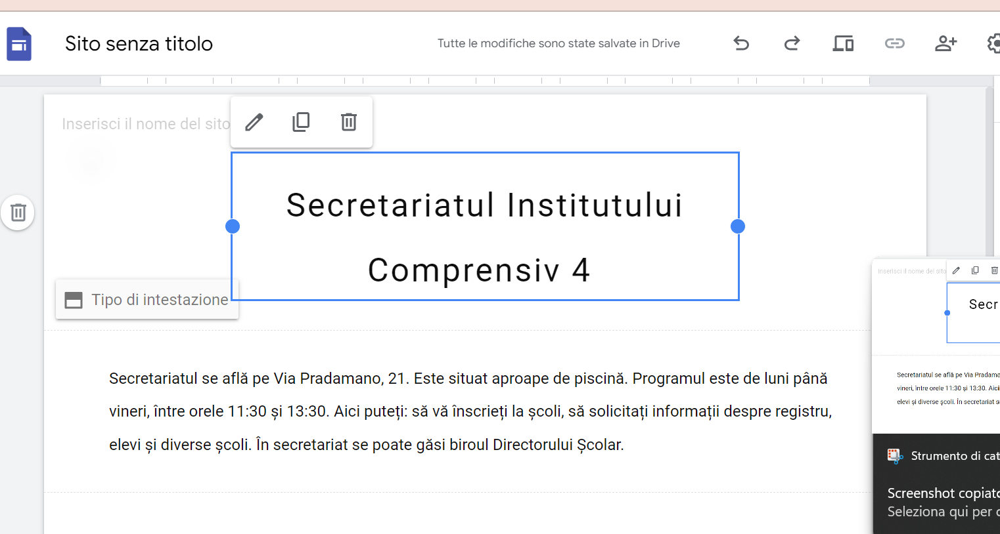 Sito senza titolo
Tutte le modifiche sono state salvate in Drive
Inserisci il nome del sito
Secretariatul Institutului
Comprensiv 4
Tipo di intestazione
Secretariatul se află pe Via Pradamano, 21. Este situat aproape de piscină. Programul este de luni până
vineri, între orele 11:30 și 13:30. Aici puteți: să vă înscrieți la școli, să solicitați informații despre registru,
elevi și diverse școli. În secretariat se poate găsi biroul Directorului Școlar.
Inserisci il nome del sito
Secr
Secretariatul se află pe Via Pradama
vineri, între orele 11:30 și 13:30. Aici
elevi și diverse școli. În secretariat s
Strumento di cat
Screenshot copiato
Seleziona qui per